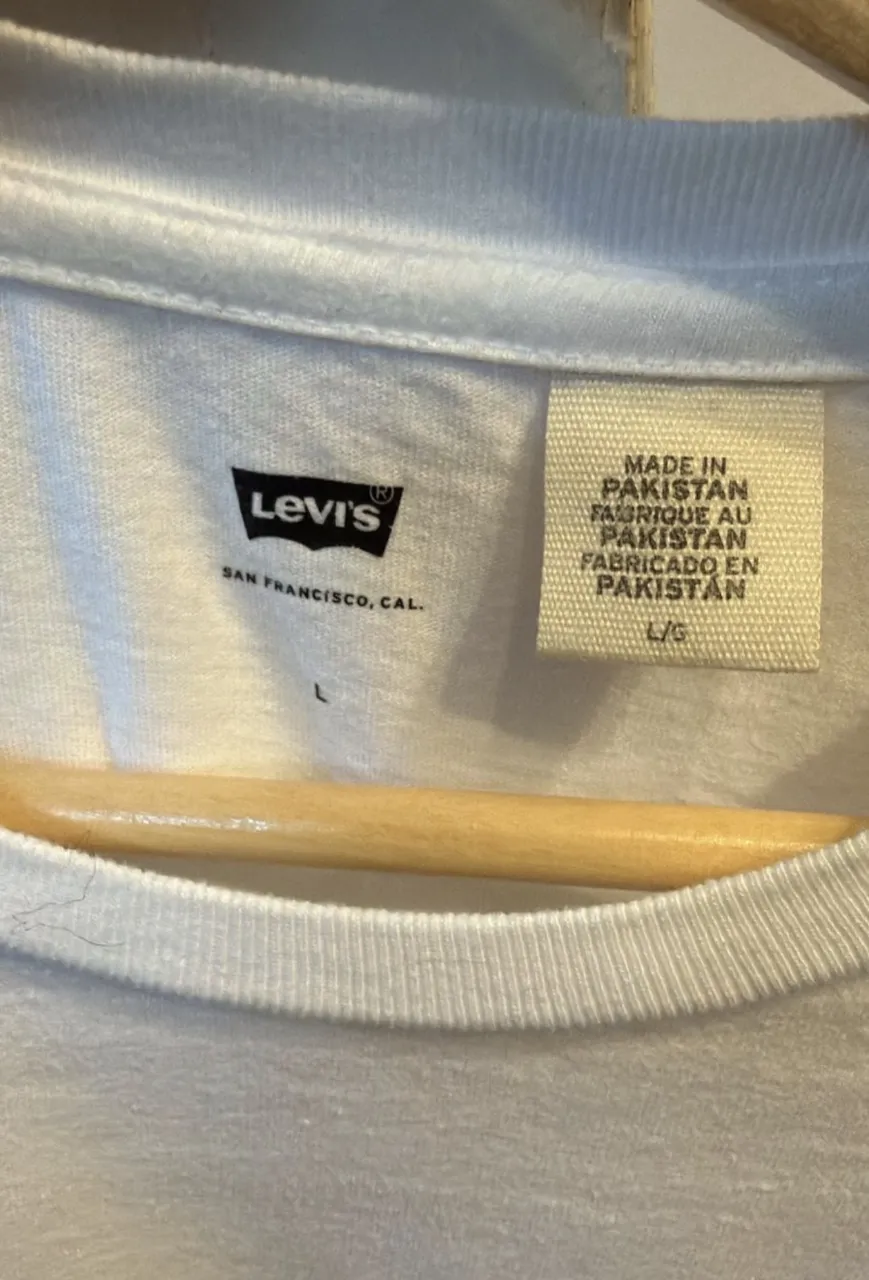 Levi's®
SAN FRANCISCO, CAL.
L
MADE IN
PAKISTAN
FABRIQUE AU
PAKISTAN
FABRICADO EN
PAKISTÁN
L/G